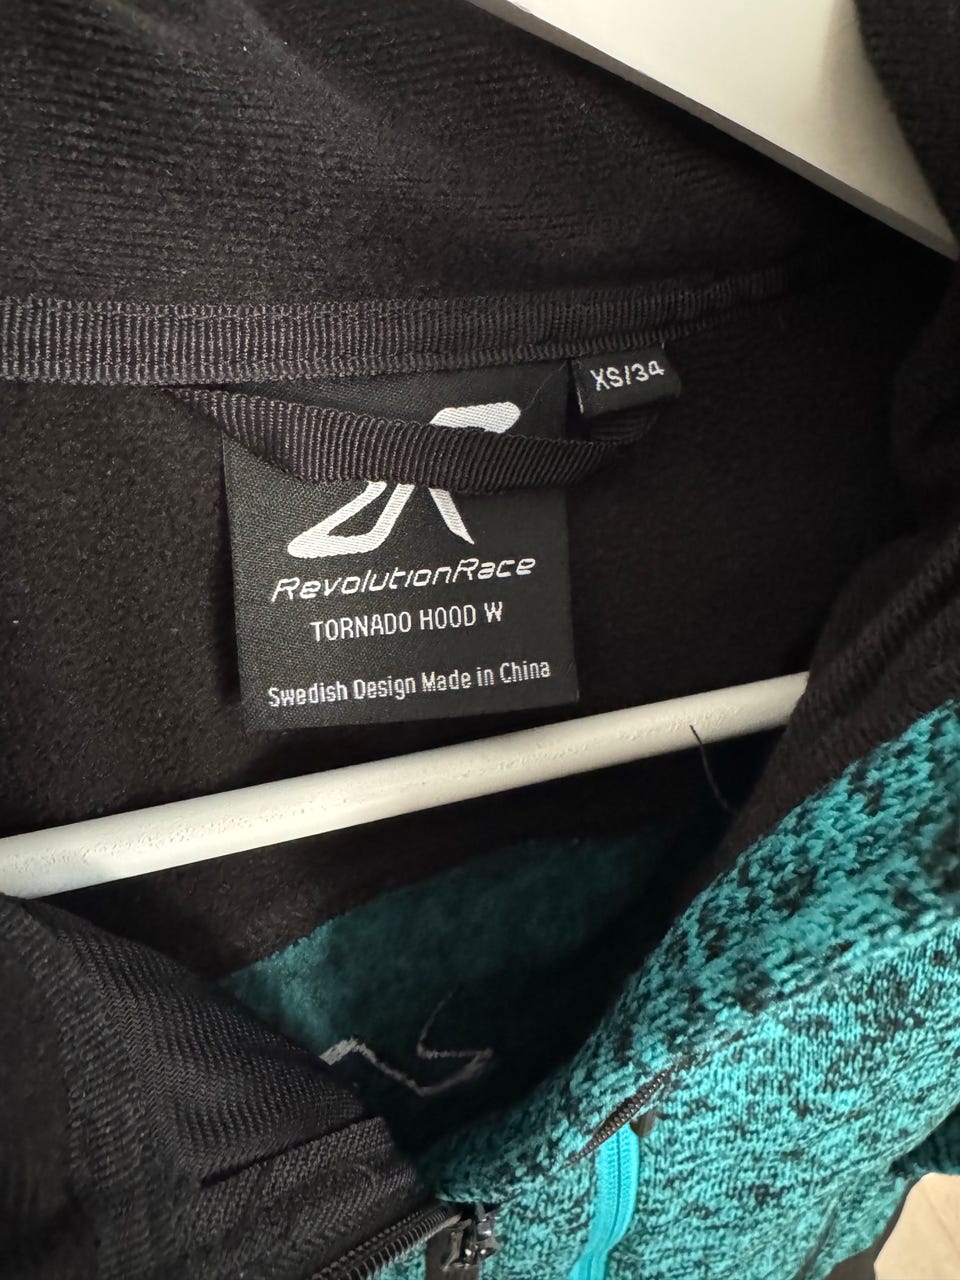 XS/34
RevolutionRace
TORNADO HOOD W
Swedish Design Made in China